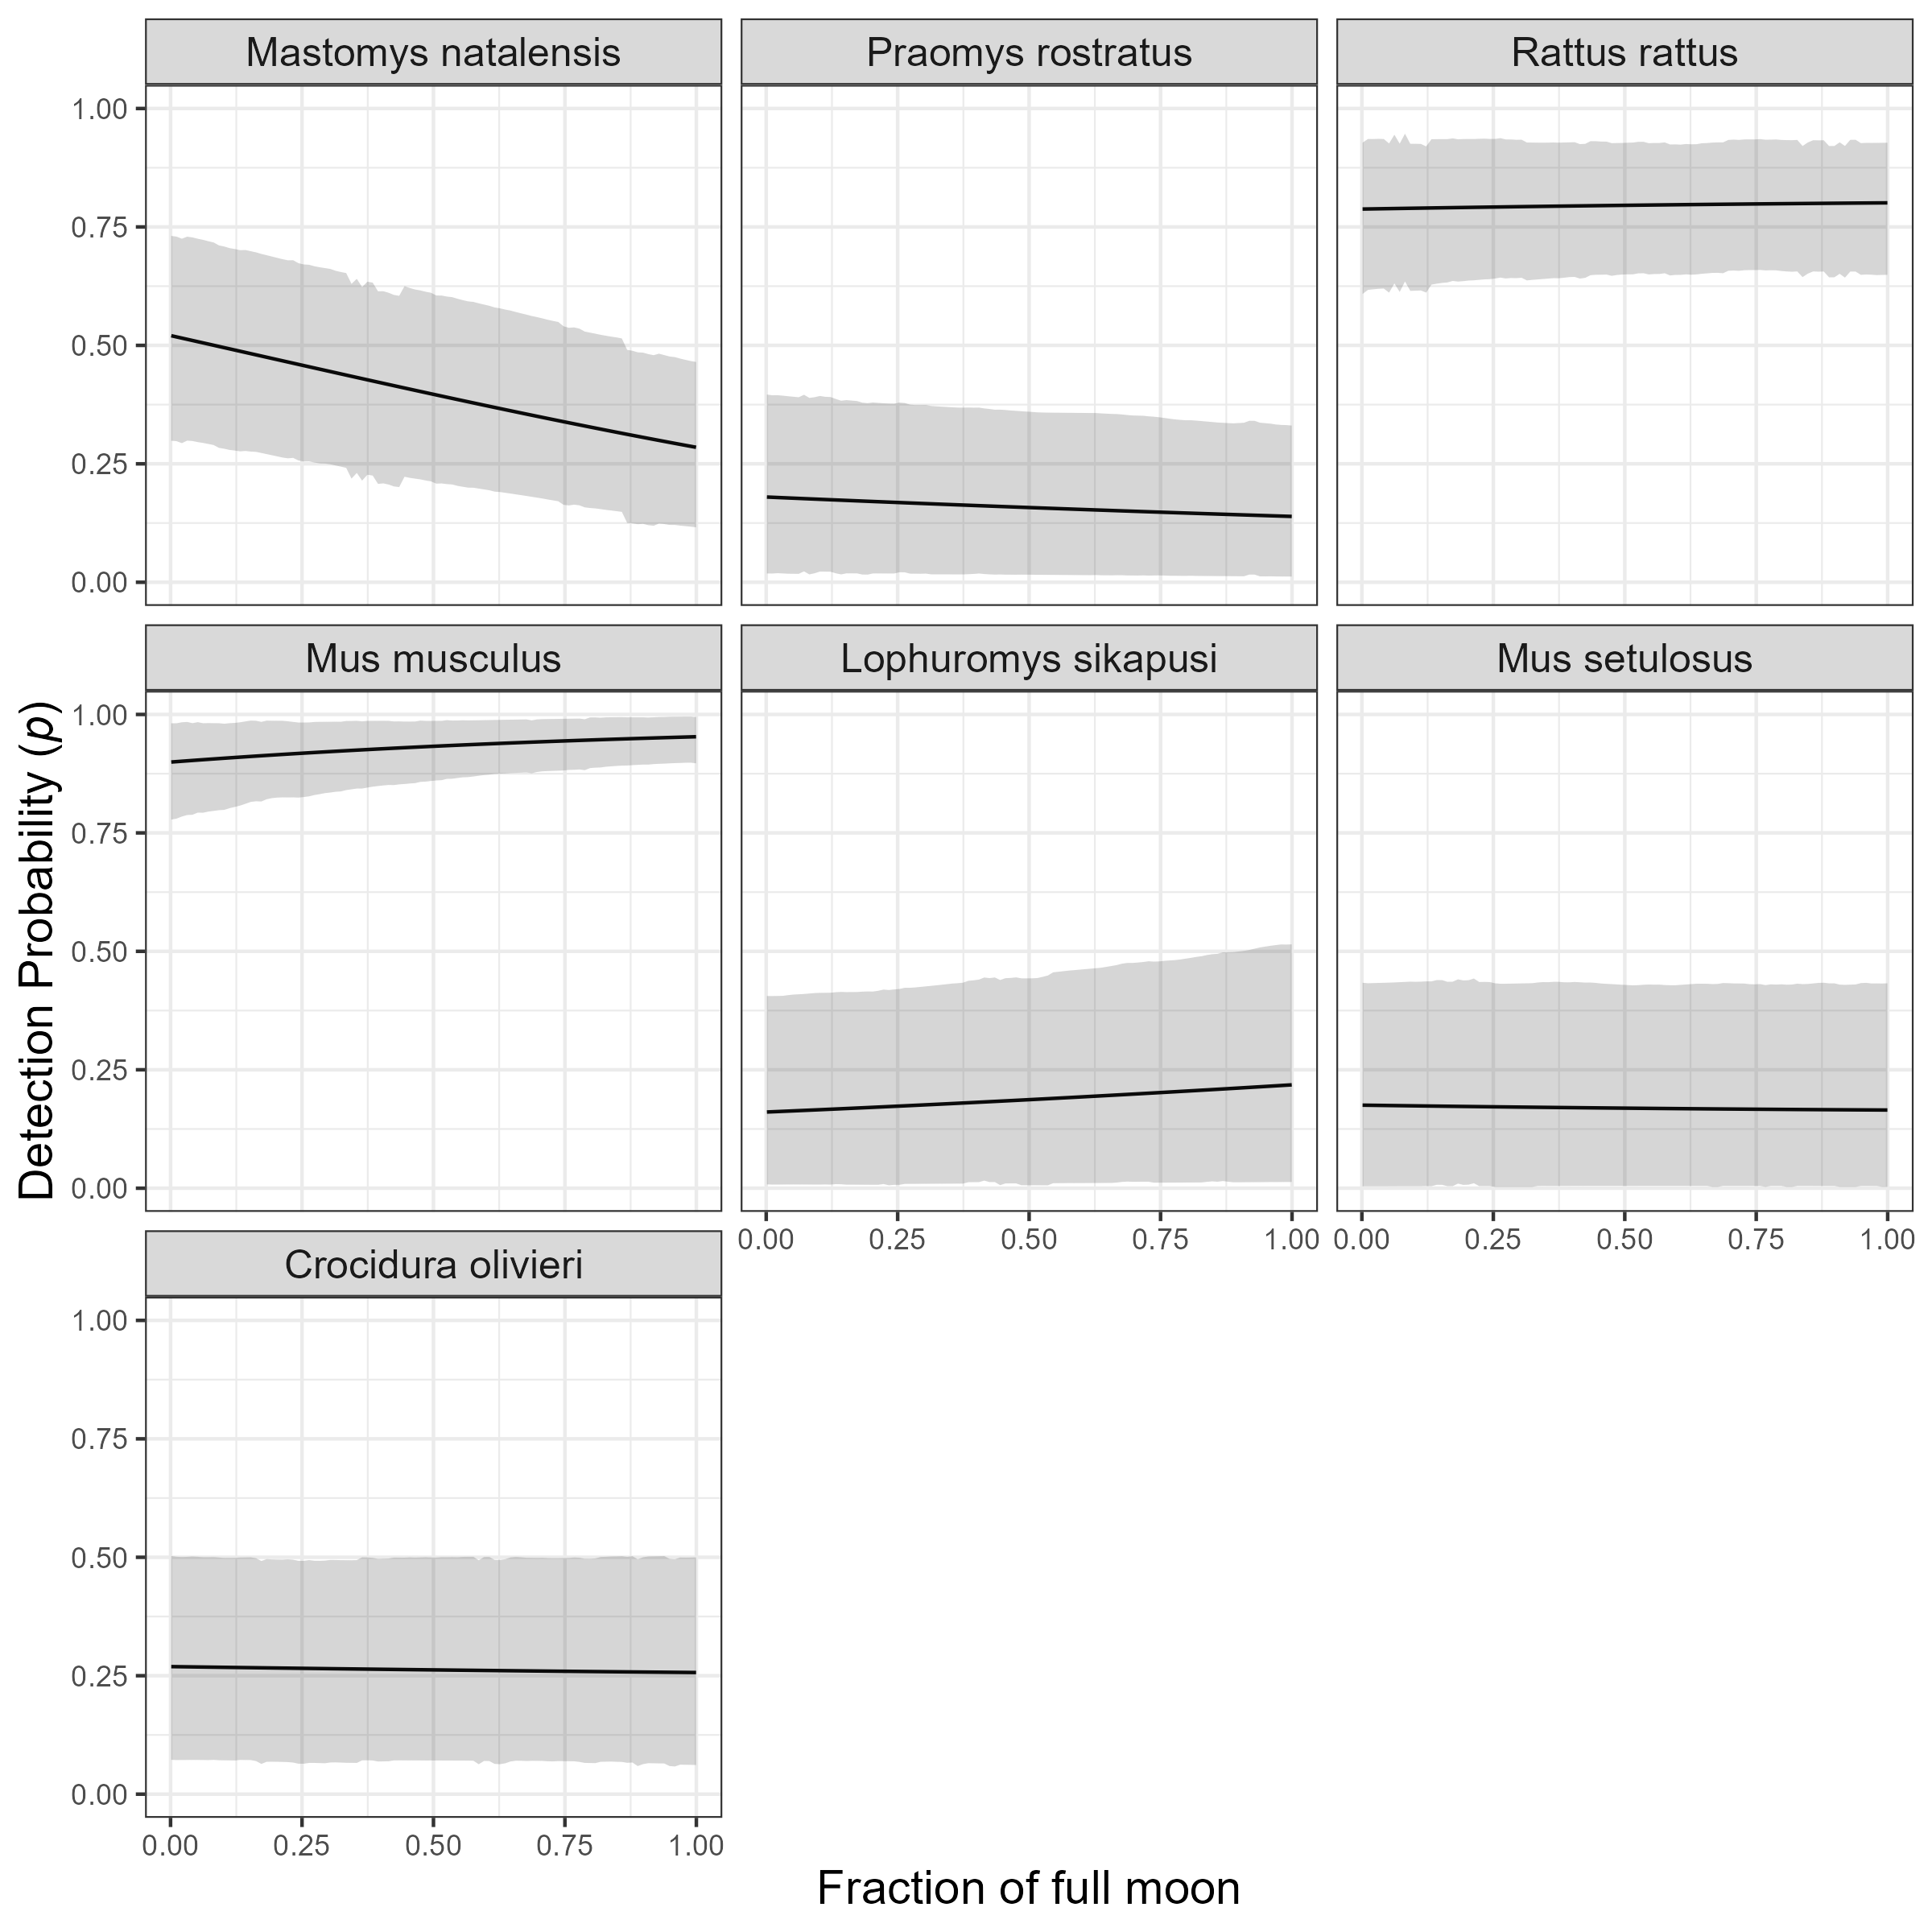 Mastomys natalensis
Praomys rostratus
Rattus rattus
1.00
0.75
0.50
0.25
0.00
Mus musculus
Lophuromys sikapusi
Mus setulosus
1.00
0.75
0.50
0.25
0.00
Detection Probability (p)
0.00 0.25 0.50 0.75 1.00
0.00 0.25 0.50 0.75 1.00
Crocidura olivieri
1.00
0.75
0.50
0.25
0.00
0.00 0.25 0.50 0.75 1.00
Fraction of full moon